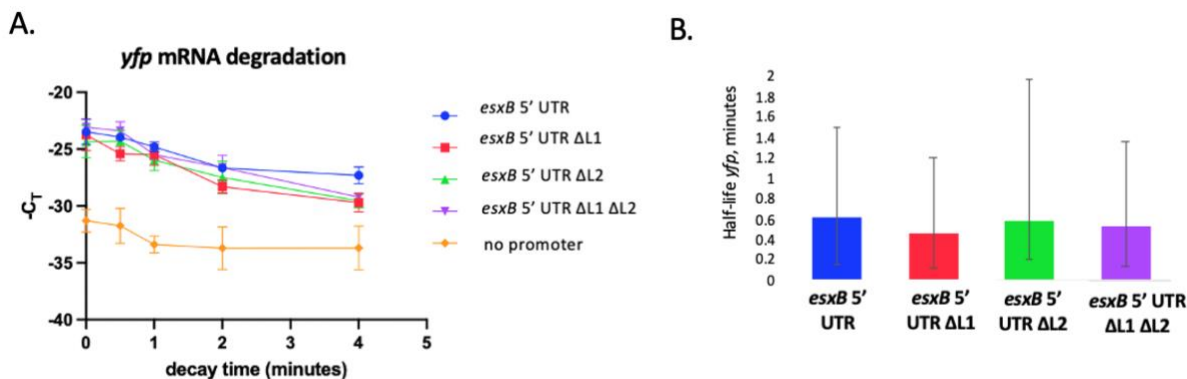 A.
yfp mRNA degradation
-20
-25
-30
-35
-40
-CT
0
1
2
3
4
5
decay time (minutes)
esxB 5’ UTR
esxB 5’ UTR ΔL1
esxB 5’ UTR ΔL2
esxB 5’ UTR ΔL1 ΔL2
no promoter
B.
Half-life yfp, minutes
2
1.8
1.6
1.4
1.2
1
0.8
0.6
0.4
0.2
0
esxB 5’
UTR
esxB 5’
UTR ΔL1
esxB 5’
UTR ΔL2
esxB 5’ UTR
ΔL1 ΔL2